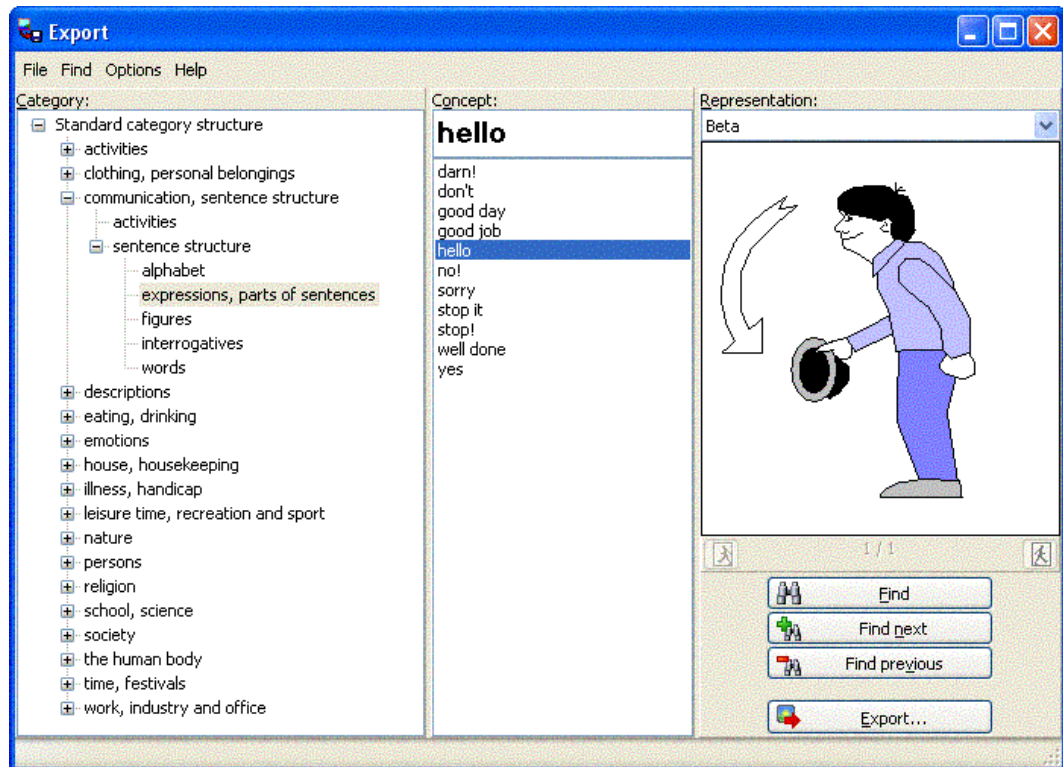 Export
File Find Options Help
Category:
Standard category structure
activities
clothing, personal belongings
communication, sentence structure
activities
sentence structure
alphabet
expressions, parts of sentences
figures
interrogatives
words
descriptions
eating, drinking
emotions
house, housekeeping
illness, handicap
leisure time, recreation and sport
nature
persons
religion
school, science
society
the human body
time, festivals
work, industry and office
Concept:
hello
darn!
don't
good day
good job
hello
no!
sorry
stop it
stop!
well done
yes
Representation:
Beta
1 / 1
Find
Find next
Find previous
Export...